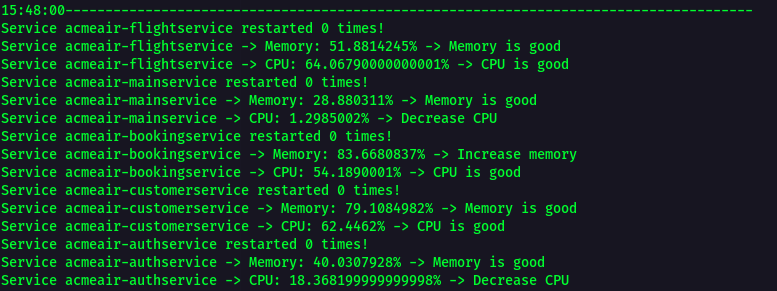 15:48:00--------------------------------------------------------------------------------------
Service acmeair-flightservice restarted 0 times!
Service acmeair-flightservice -> Memory: 51.8814245% -> Memory is good
Service acmeair-flightservice -> CPU: 64.06790000000001% -> CPU is good
Service acmeair-mainservice restarted 0 times!
Service acmeair-mainservice -> Memory: 28.880311% -> Memory is good
Service acmeair-mainservice -> CPU: 1.2985002% -> Decrease CPU
Service acmeair-bookingservice restarted 0 times!
Service acmeair-bookingservice -> Memory: 83.6680837% -> Increase memory
Service acmeair-bookingservice -> CPU: 54.1890001% -> CPU is good
Service acmeair-customerservice restarted 0 times!
Service acmeair-customerservice -> Memory: 79.1084982% -> Memory is good
Service acmeair-customerservice -> CPU: 62.4462% -> CPU is good
Service acmeair-authservice restarted 0 times!
Service acmeair-authservice -> Memory: 40.0307928% -> Memory is good
Service acmeair-authservice -> CPU: 18.368199999999998% -> Decrease CPU